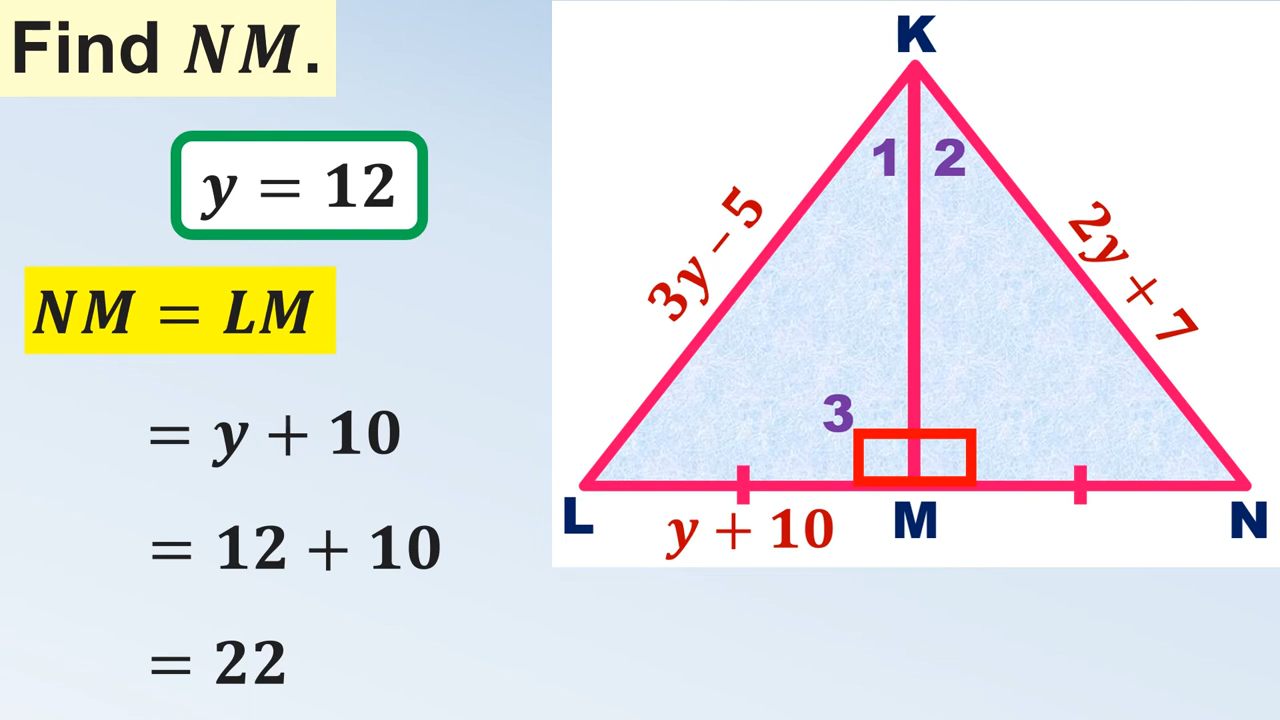 Find NM.
y = 12
NM = LM
= y + 10
= 12 + 10
= 22
K
1 2
3y − 5
2y + 7
3
L M N
y + 10